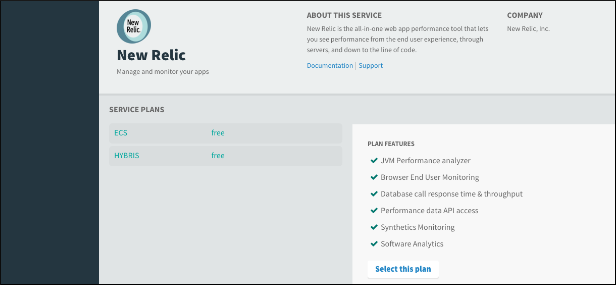 New
Relic.
New Relic
Manage and monitor your apps
ABOUT THIS SERVICE
New Relic is the all-in-one web app performance tool that lets
you see performance from the end user experience, through
servers, and down to the line of code.
Documentation | Support
COMPANY
New Relic, Inc.
SERVICE PLANS
ECS free
HYBRIS free
PLAN FEATURES
JVM Performance analyzer
Browser End User Monitoring
Database call response time & throughput
Performance data API access
Synthetics Monitoring
Software Analytics
Select this plan